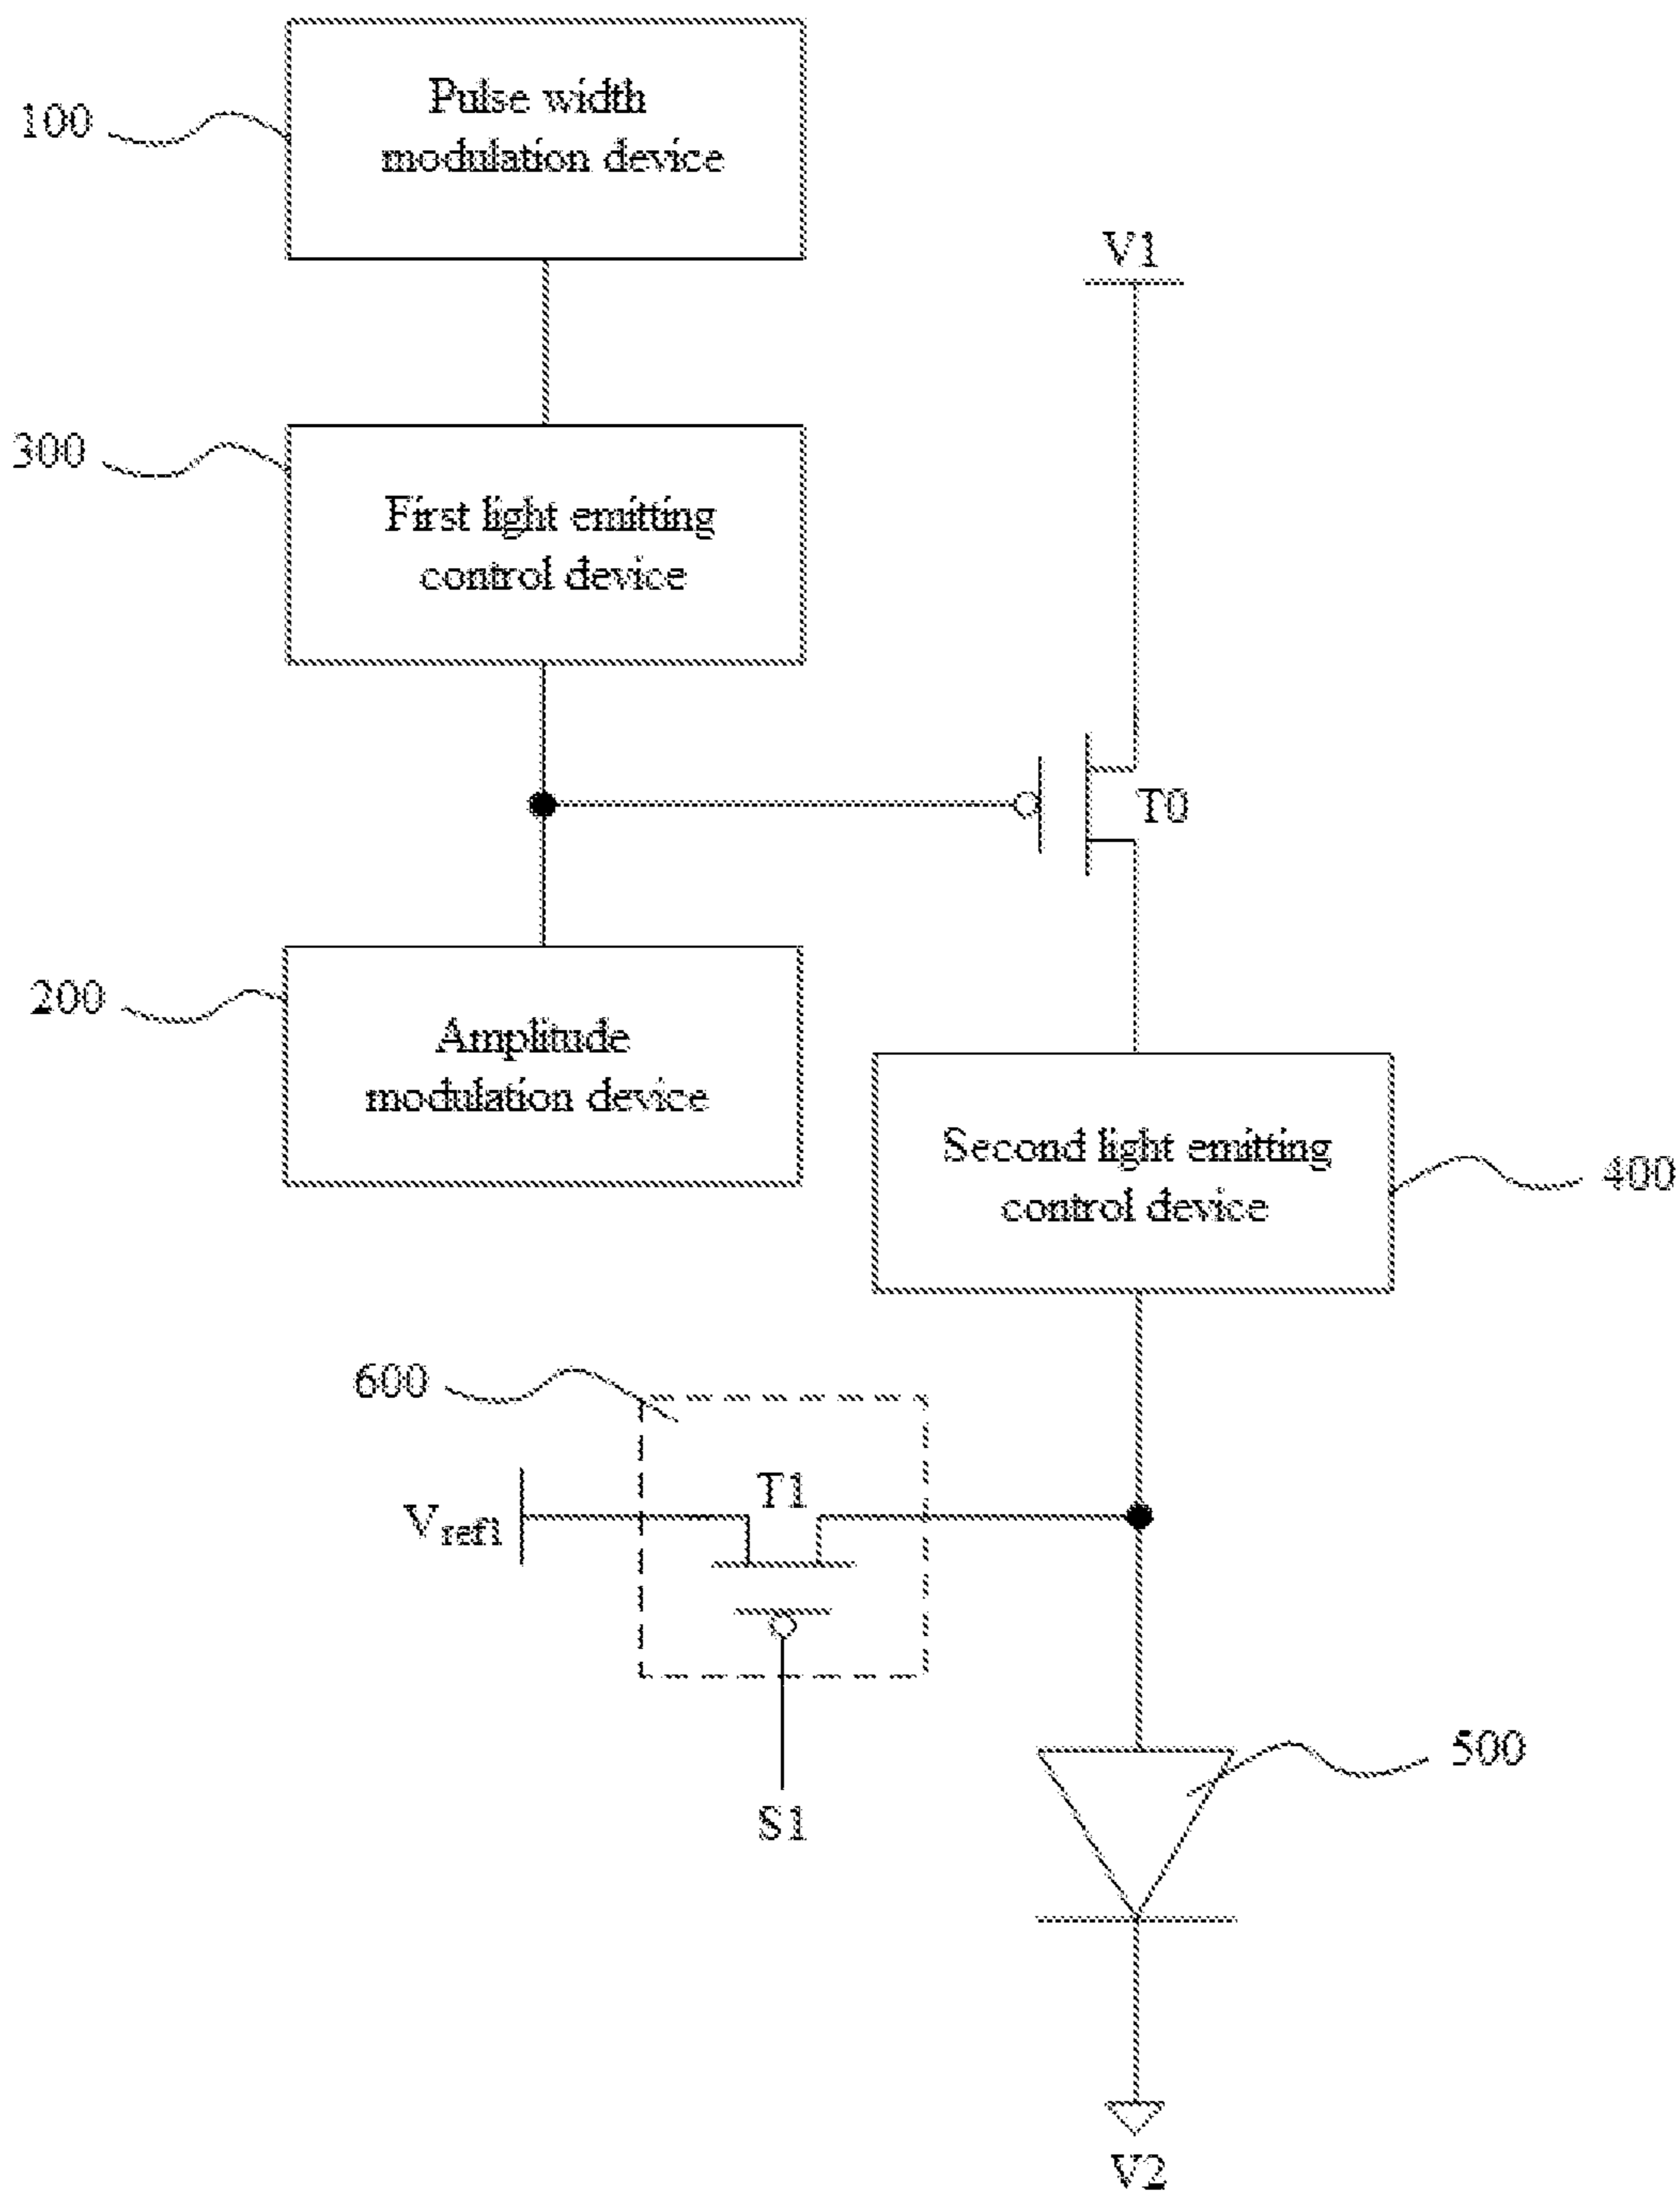 100
Pulse width
modulation device
V1
300
First light emitting
control device
T0
200
Amplitude
modulation device
Second light emitting
control device
400
600
T1
Vref1
S1
500
V2